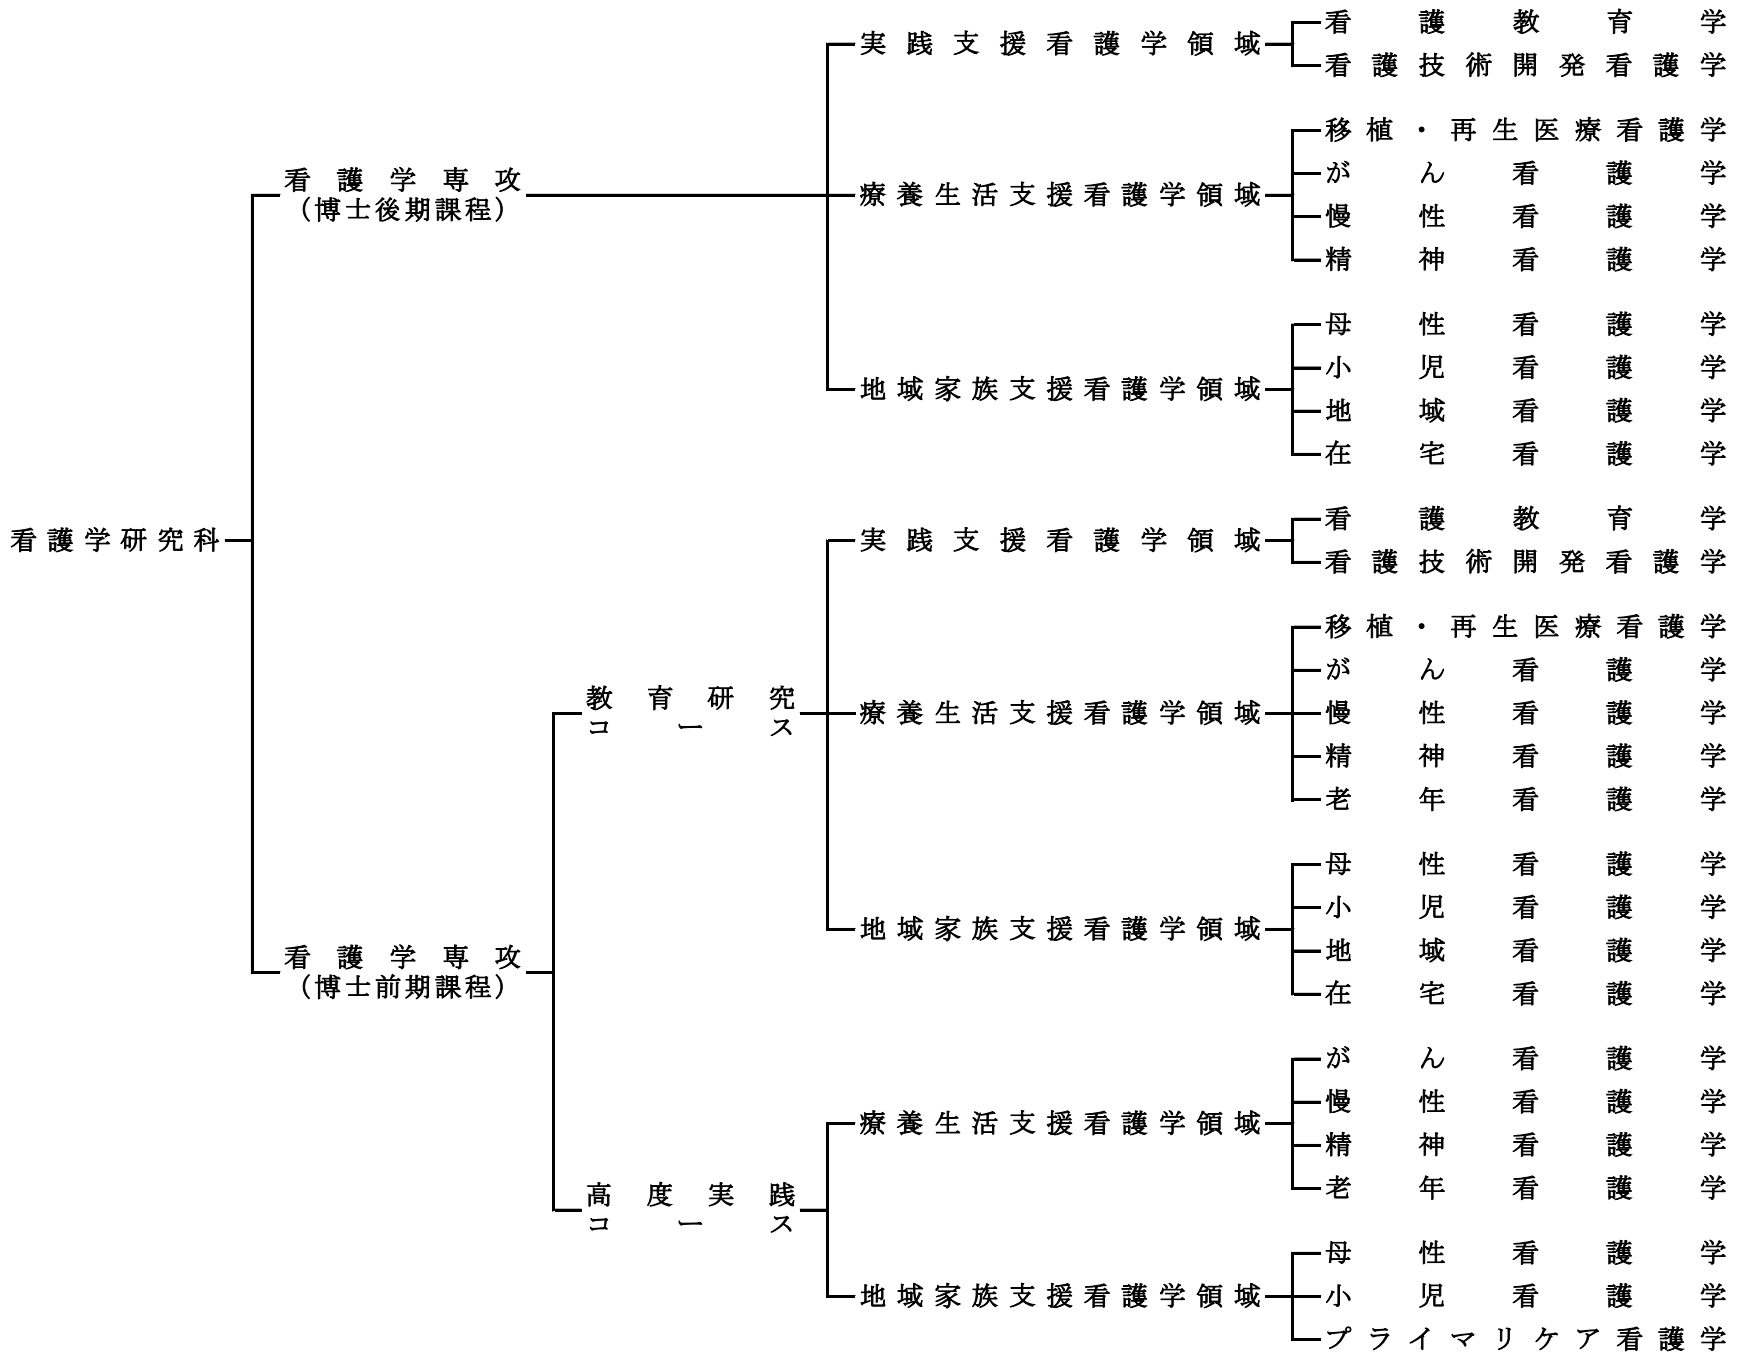 看護学研究科
看護学専攻
（博士後期課程）
実践支援看護学領域
看護教育学
看護技術開発看護学
療養生活支援看護学領域
移植・再生医療看護学
がん看護学
慢性看護学
精神看護学
地域家族支援看護学領域
母性看護学
小児看護学
地域看護学
在宅看護学
看護学専攻
（博士前期課程）
教育研究
コース
実践支援看護学領域
看護教育学
看護技術開発看護学
療養生活支援看護学領域
移植・再生医療看護学
がん看護学
慢性看護学
精神看護学
老年看護学
地域家族支援看護学領域
母性看護学
小児看護学
地域看護学
在宅看護学
高度実践
コース
療養生活支援看護学領域
がん看護学
慢性看護学
精神看護学
老年看護学
地域家族支援看護学領域
母性看護学
小児看護学
プライマリケア看護学